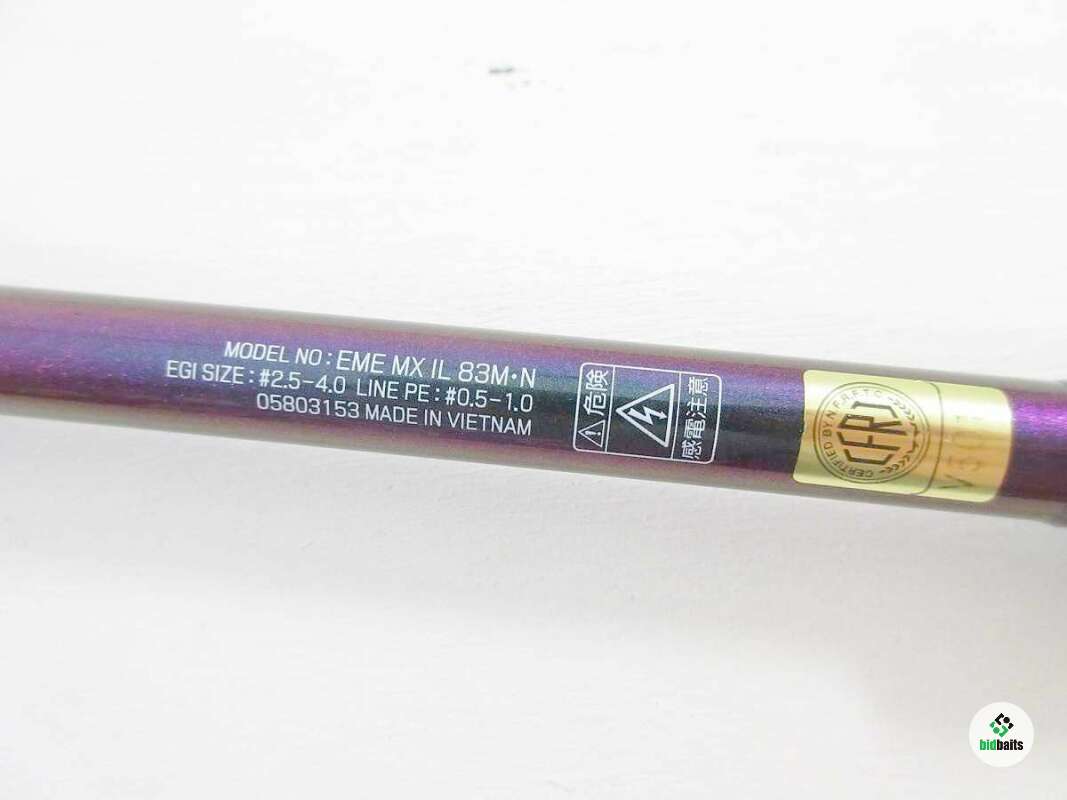 MODEL NO : EME MX IL 83M・N
EGI SIZE : #2.5-4.0 LINE PE : #0.5-1.0
05803153 MADE IN VIETNAM
危険
感電注意
CERTIFIED BY N.F.R.T.C
CFRP
bidbaits